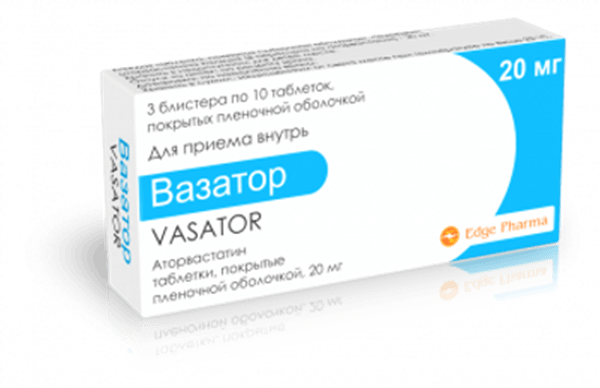 20 мг
3 блистера по 10 таблеток,
покрытых пленочной оболочкой
Для приема внутрь
Вазатор
VASATOR
Аторвастатин
таблетки, покрытые
пленочной оболочкой, 20 мг
Edge Pharma
Вазатор
VASATOR